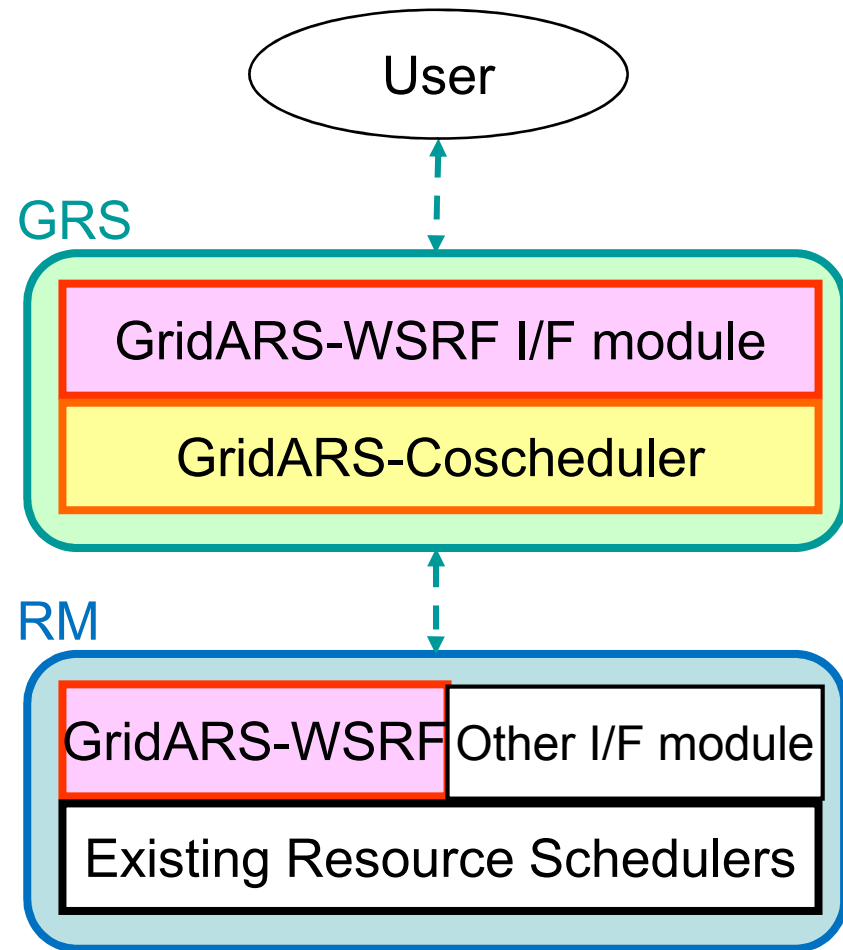 User
GRS
GridARS-WSRF I/F module
GridARS-Coscheduler
RM
GridARS-WSRF
Other I/F module
Existing Resource Schedulers